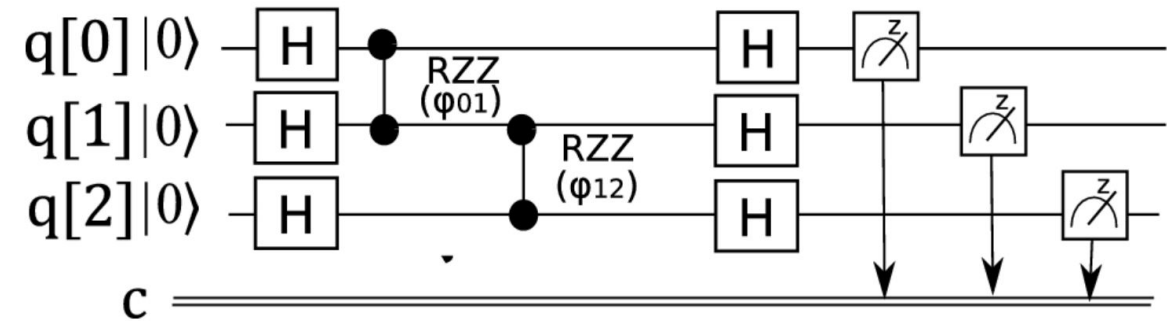 q[0]|0⟩ H H z
RZZ
(φ01)
q[1]|0⟩ H H z
RZZ
(φ12)
q[2]|0⟩ H H z
c